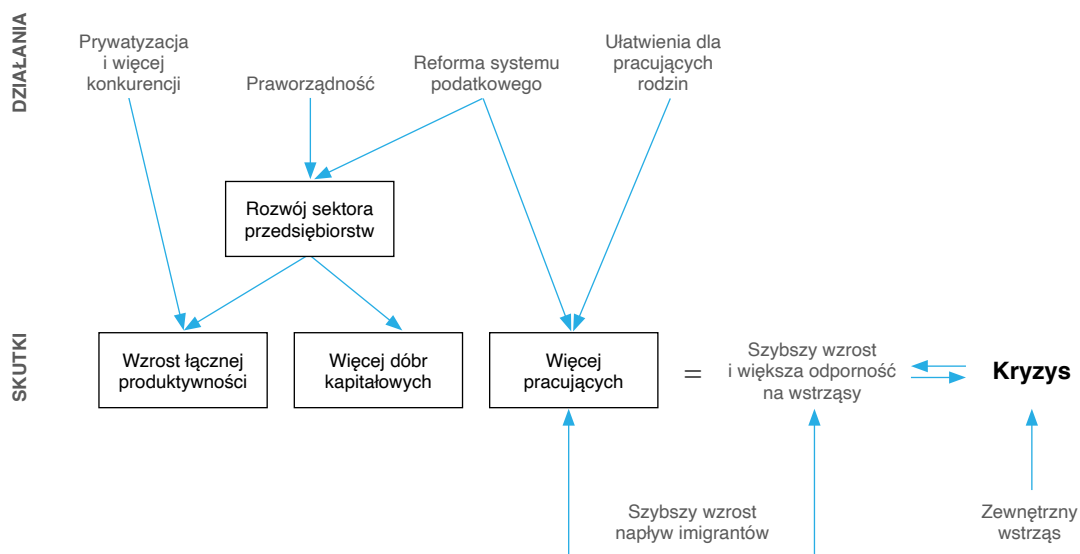 DZIAŁANIA
Prywatyzacja
i więcej
konkurencji
Praworządność
Reforma systemu
podatkowego
Ułatwienia dla
pracujących
rodzin
Rozwój sektora
przedsiębiorstw
SKUTKI
Wzrost łącznej
produktywności
Więcej dóbr
kapitałowych
Więcej
pracujących
=
Szybszy wzrost
i większa odporność
na wstrząsy
Kryzys
Szybszy wzrost
napływ imigrantów
Zewnętrzny
wstrząs